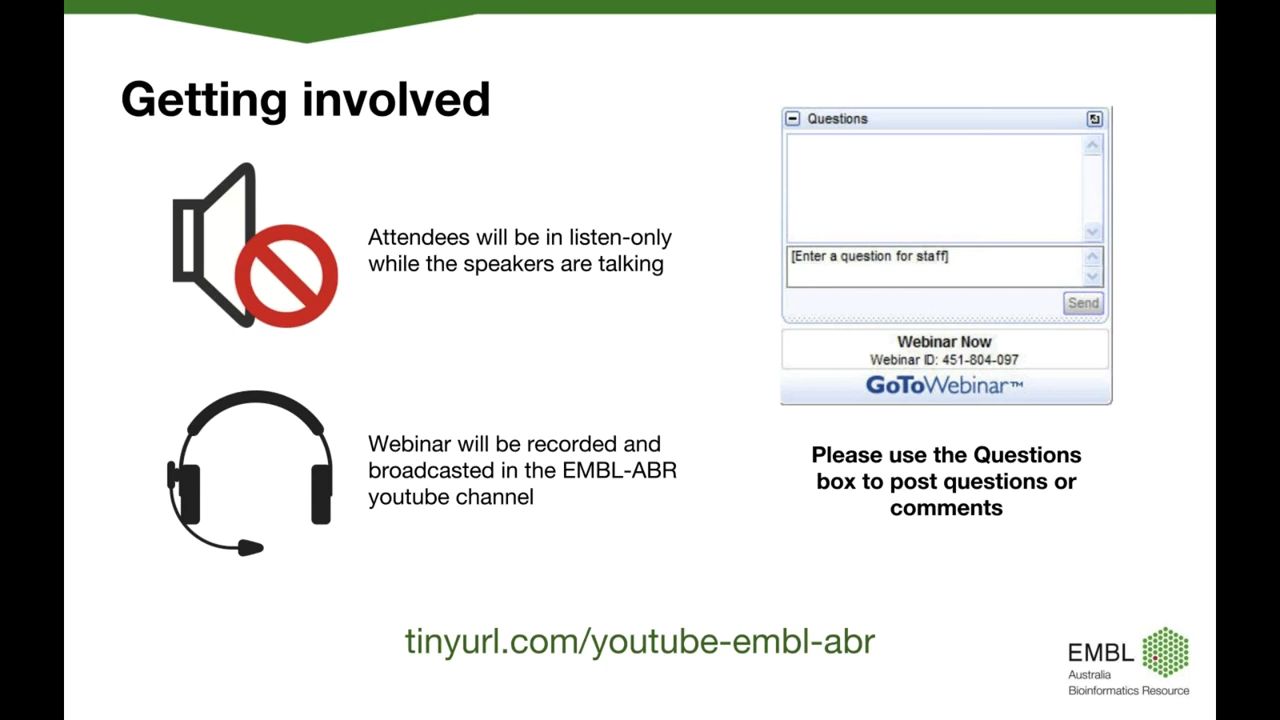 Getting involved
Attendees will be in listen-only
while the speakers are talking
Webinar will be recorded and
broadcasted in the EMBL-ABR
youtube channel
Questions
[Enter a question for staff]
Send
Webinar Now
Webinar ID: 451-804-097
GoToWebinar™
Please use the Questions
box to post questions or
comments
tinyurl.com/youtube-embl-abr
EMBL
Australia
Bioinformatics Resource